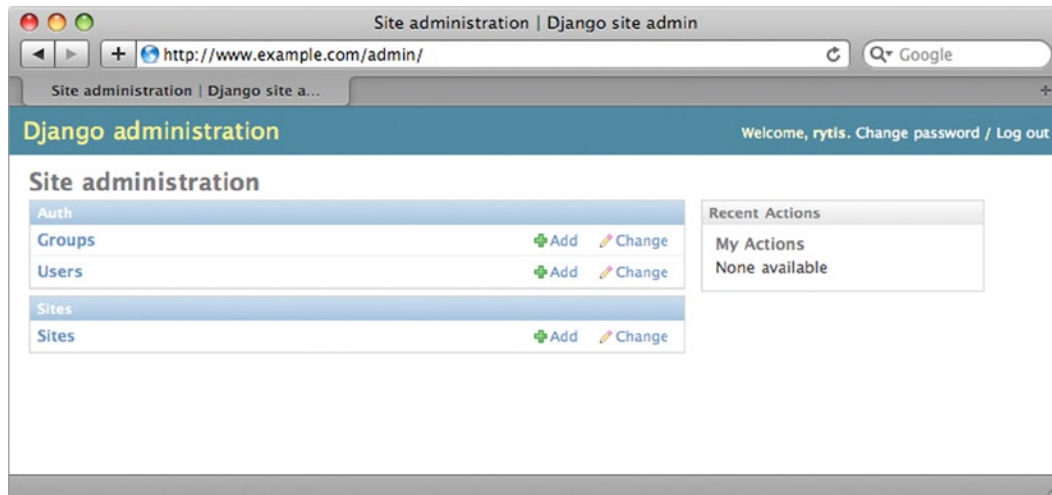 Site administration | Django site admin
http://www.example.com/admin/
Google
Site administration | Django site a...
Django administration
Welcome, rytis. Change password / Log out
Site administration
Auth
Groups Add Change
Users Add Change
Sites
Sites Add Change
Recent Actions
My Actions
None available